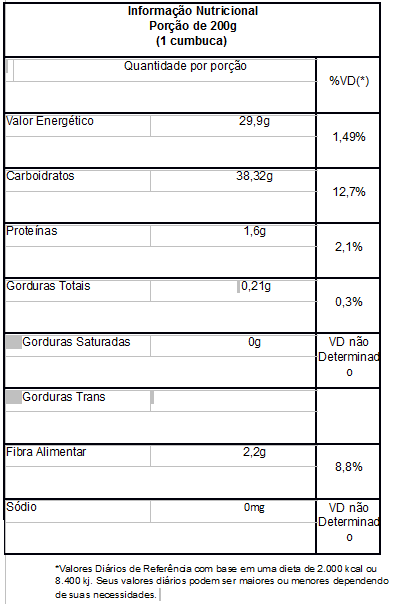 Informação Nutricional
Porção de 200g
(1 cumbuca)
Quantidade por porção
%VD(*)
Valor Energético 29,9g
1,49%
Carboidratos 38,32g
12,7%
Proteínas 1,6g
2,1%
Gorduras Totais 0,21g
0,3%
Gorduras Saturadas 0g
VD não
Determinad
o
Gorduras Trans
Fibra Alimentar 2,2g
8,8%
Sódio 0mg
VD não
Determinad
o
*Valores Diários de Referência com base em uma dieta de 2.000 kcal ou
8.400 kj. Seus valores diários podem ser maiores ou menores dependendo
de suas necessidades.